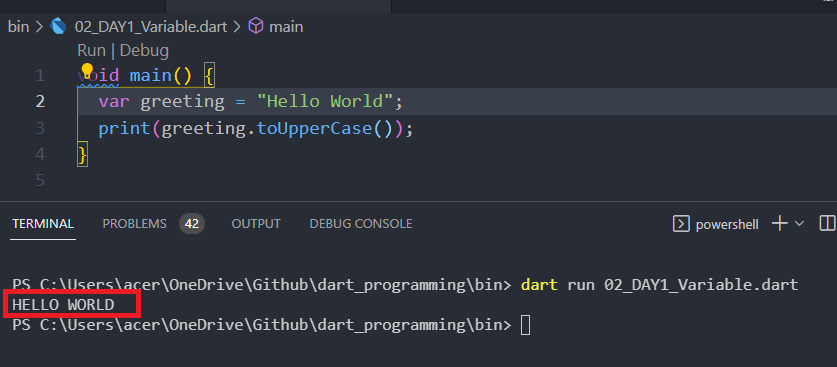 bin > 02_DAY1_Variable.dart > main
Run | Debug
1 void main() {
2 var greeting = "Hello World";
3 print(greeting.toUpperCase());
4 }
5
TERMINAL PROBLEMS 42 OUTPUT DEBUG CONSOLE powershell
PS C:\Users\acer\OneDrive\Github\dart_programming\bin> dart run 02_DAY1_Variable.dart
HELLO WORLD
PS C:\Users\acer\OneDrive\Github\dart_programming\bin>